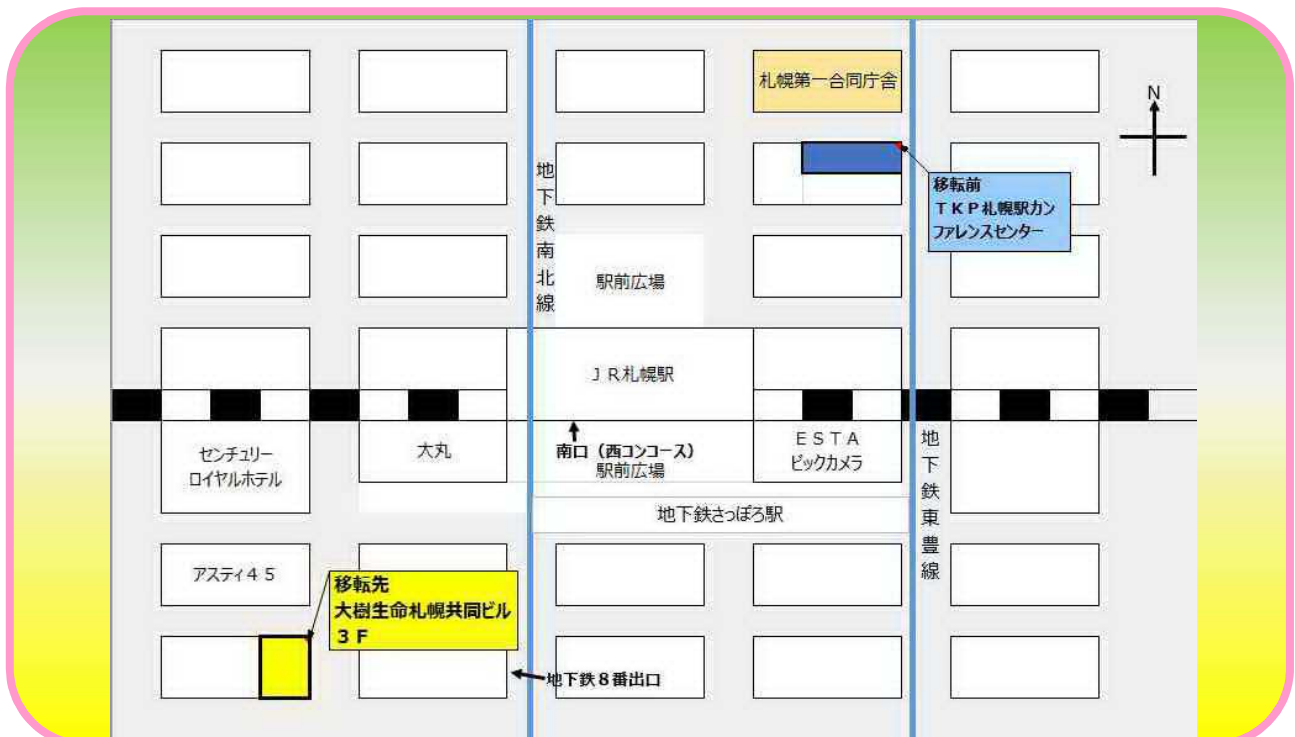 札幌第一合同庁舎
N
地下鉄南北線
移転前
ＴＫＰ札幌駅カン
ファレンスセンター
駅前広場
ＪＲ札幌駅
センチュリー
ロイヤルホテル
大丸
南口（西コンコース）
駅前広場
ＥＳＴＡ
ビックカメラ
地下鉄東豊線
地下鉄さっぽろ駅
アスティ４５
移転先
大樹生命札幌共同ビル
３Ｆ
地下鉄８番出口